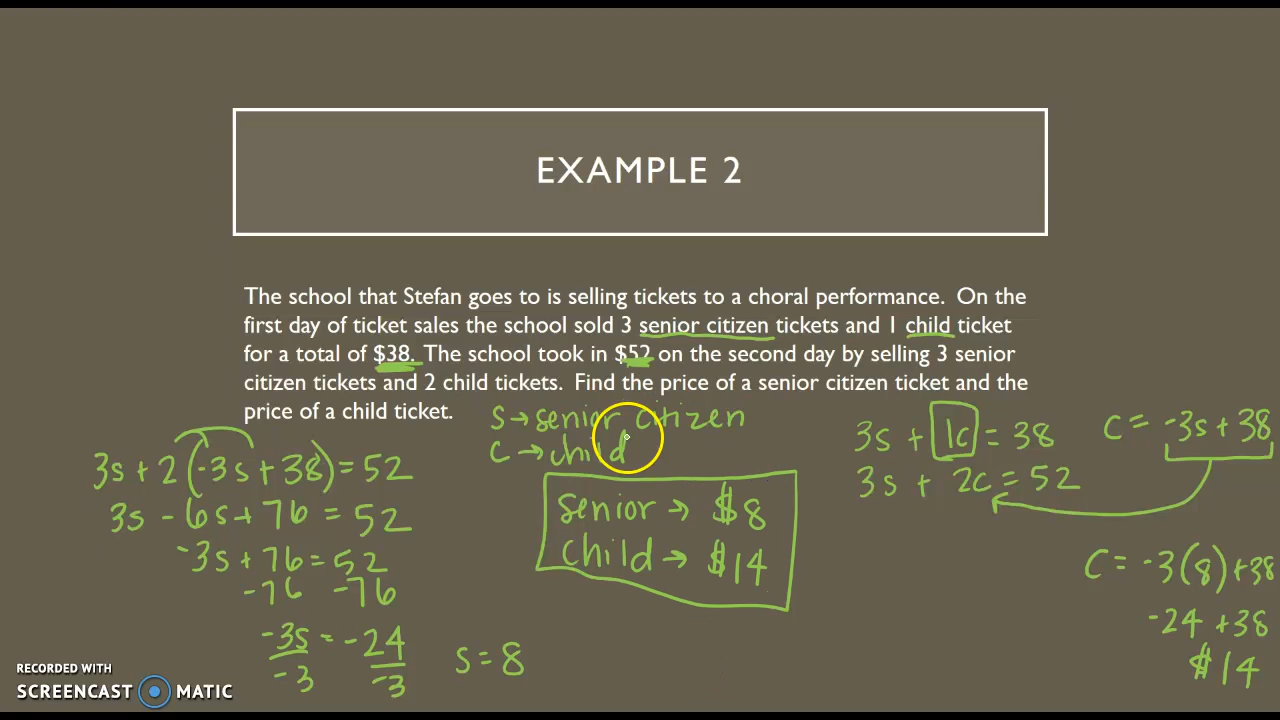 EXAMPLE 2
The school that Stefan goes to is selling tickets to a choral performance. On the
first day of ticket sales the school sold 3 senior citizen tickets and 1 child ticket
for a total of $38. The school took in $52 on the second day by selling 3 senior
citizen tickets and 2 child tickets. Find the price of a senior citizen ticket and the
price of a child ticket.
s→senior citizen
c→child
3s + 1c = 38
3s + 2c = 52
c = -3s + 38
3s + 2(-3s + 38) = 52
3s - 6s + 76 = 52
-3s + 76 = 52
-76 -76
-3s = -24
-3 -3
s = 8
senior → $8
child → $14
c = -3(8) + 38
-24 + 38
$14
RECORDED WITH
SCREENCAST MATIC